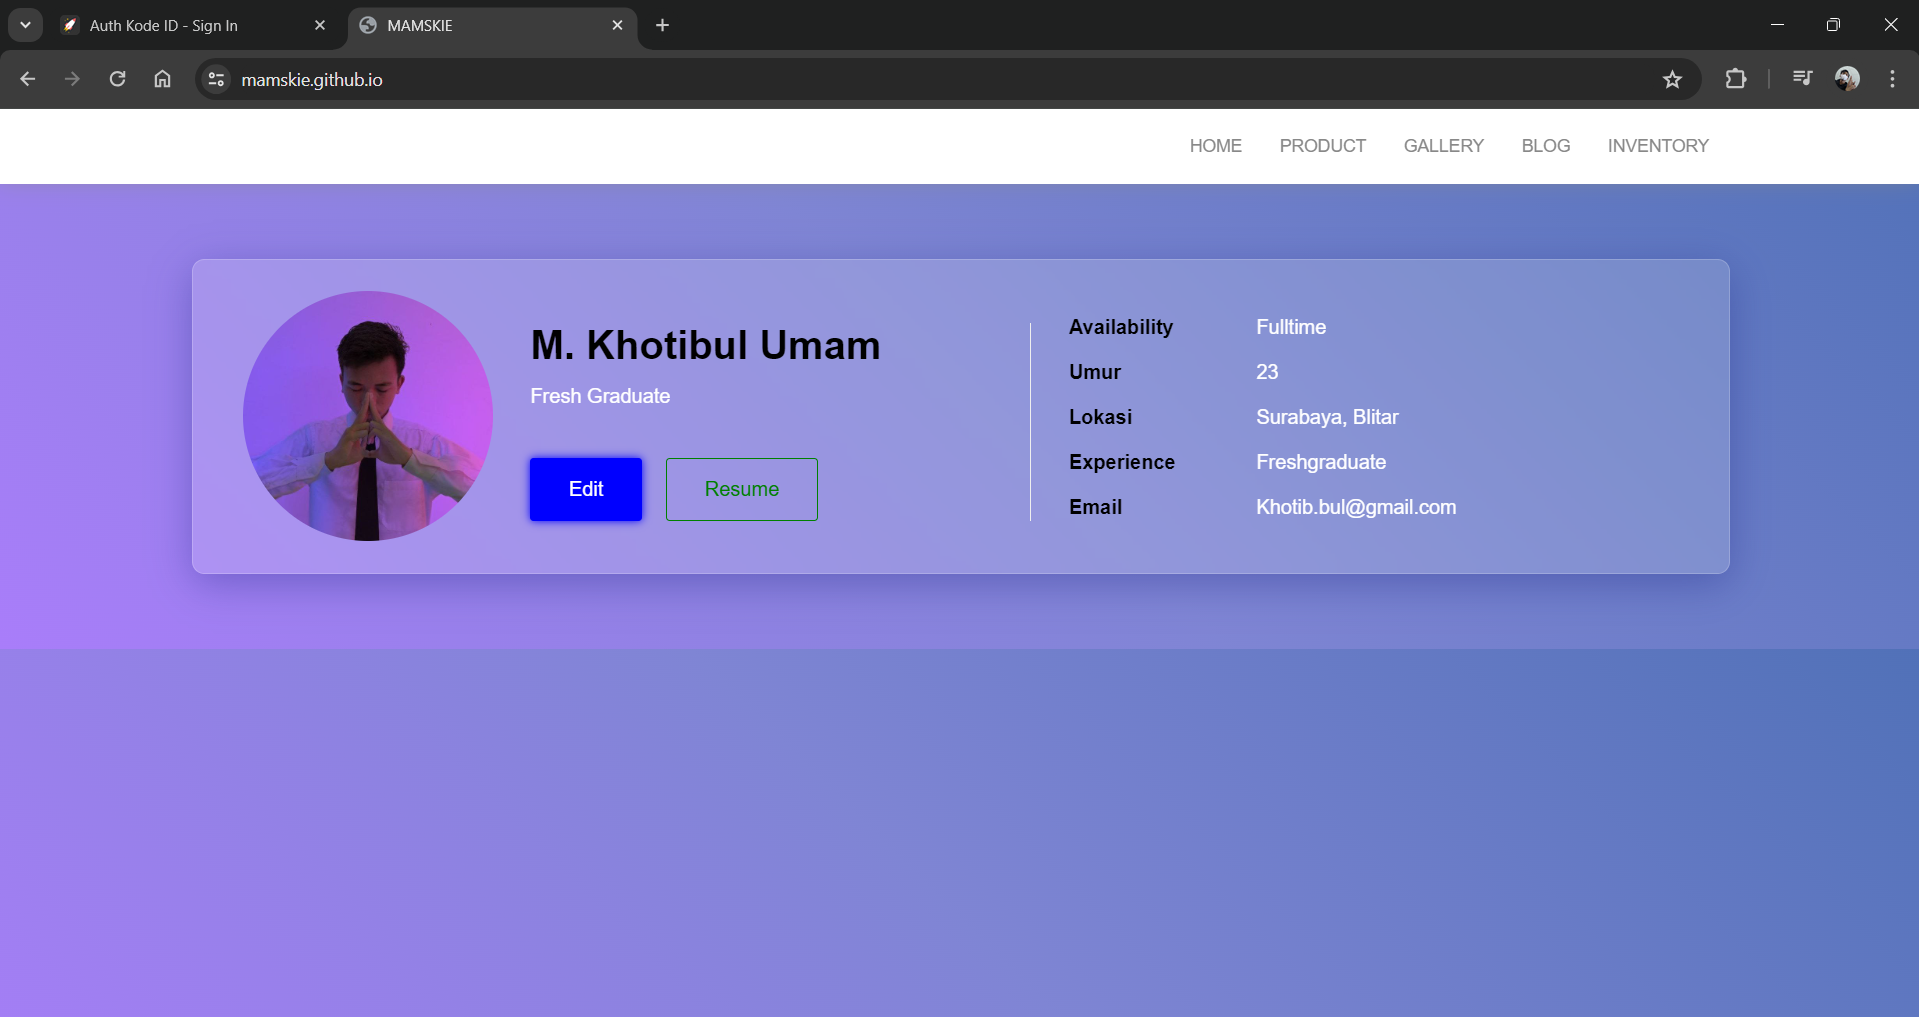 Auth Kode ID - Sign In
MAMSKIE
mamskie.github.io
HOME PRODUCT GALLERY BLOG INVENTORY
M. Khotibul Umam
Fresh Graduate
Edit Resume
Availability Fulltime
Umur 23
Lokasi Surabaya, Blitar
Experience Freshgraduate
Email Khotib.bul@gmail.com